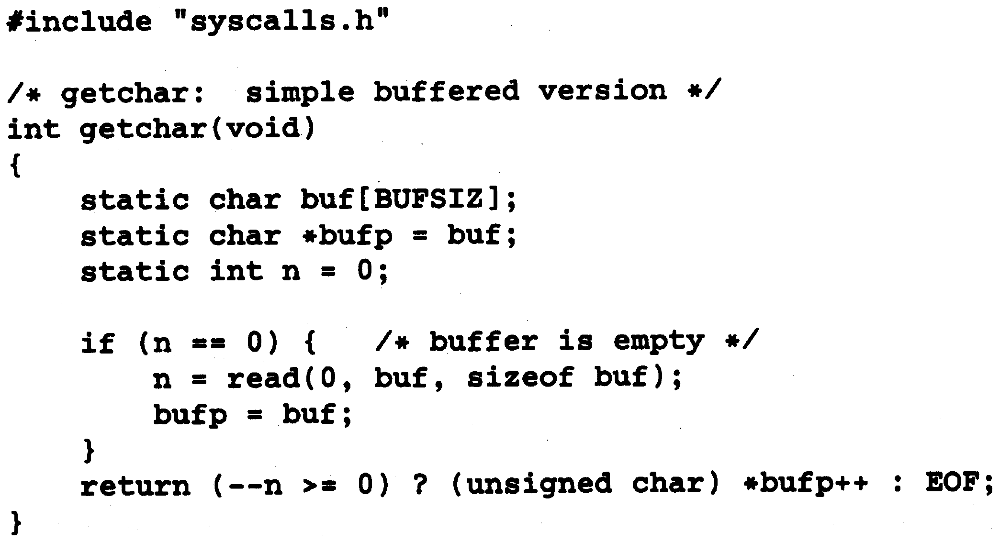 #include "syscalls.h"

/* getchar:  simple buffered version */
int getchar(void)
{
    static char buf[BUFSIZ];
    static char *bufp = buf;
    static int n = 0;

    if (n == 0) {   /* buffer is empty */
        n = read(0, buf, sizeof buf);
        bufp = buf;
    }
    return (--n >= 0) ? (unsigned char) *bufp++ : EOF;
}